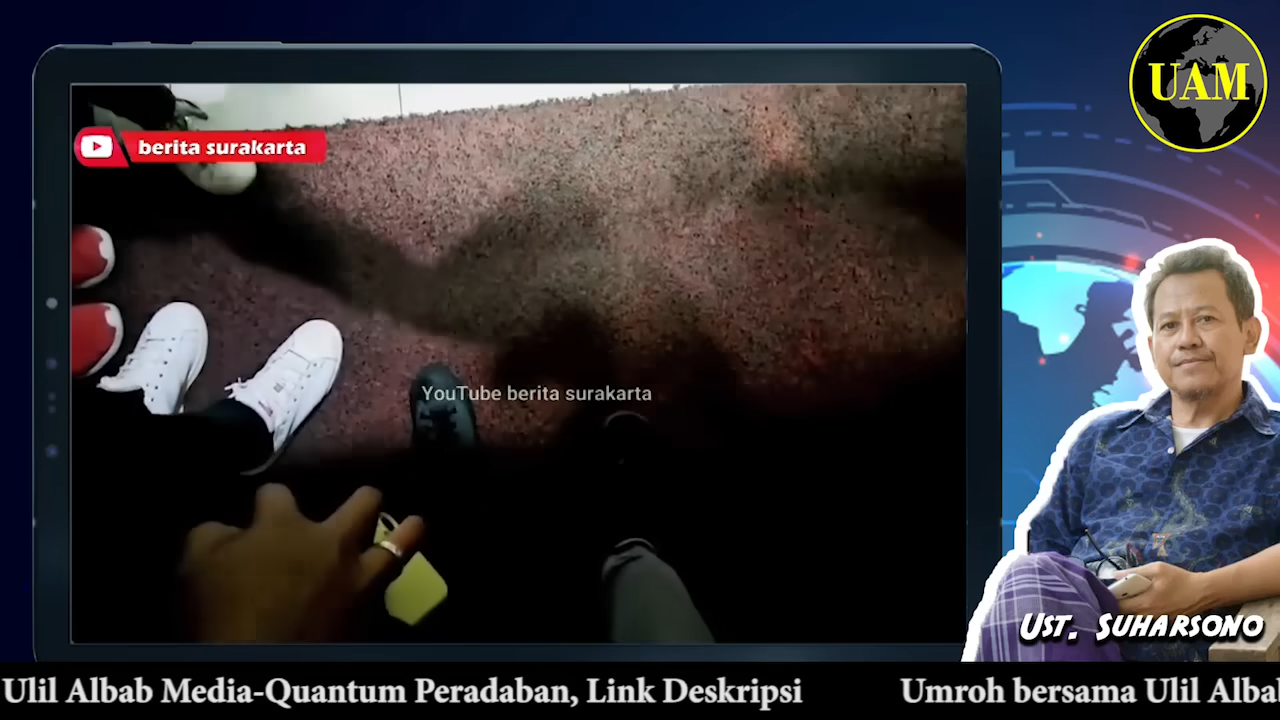 UAM
berita surakarta
YouTube berita surakarta
UST. SUHARSONO
Ulil Albab Media-Quantum Peradaban, Link Deskripsi
Umroh bersama Ulil Albab